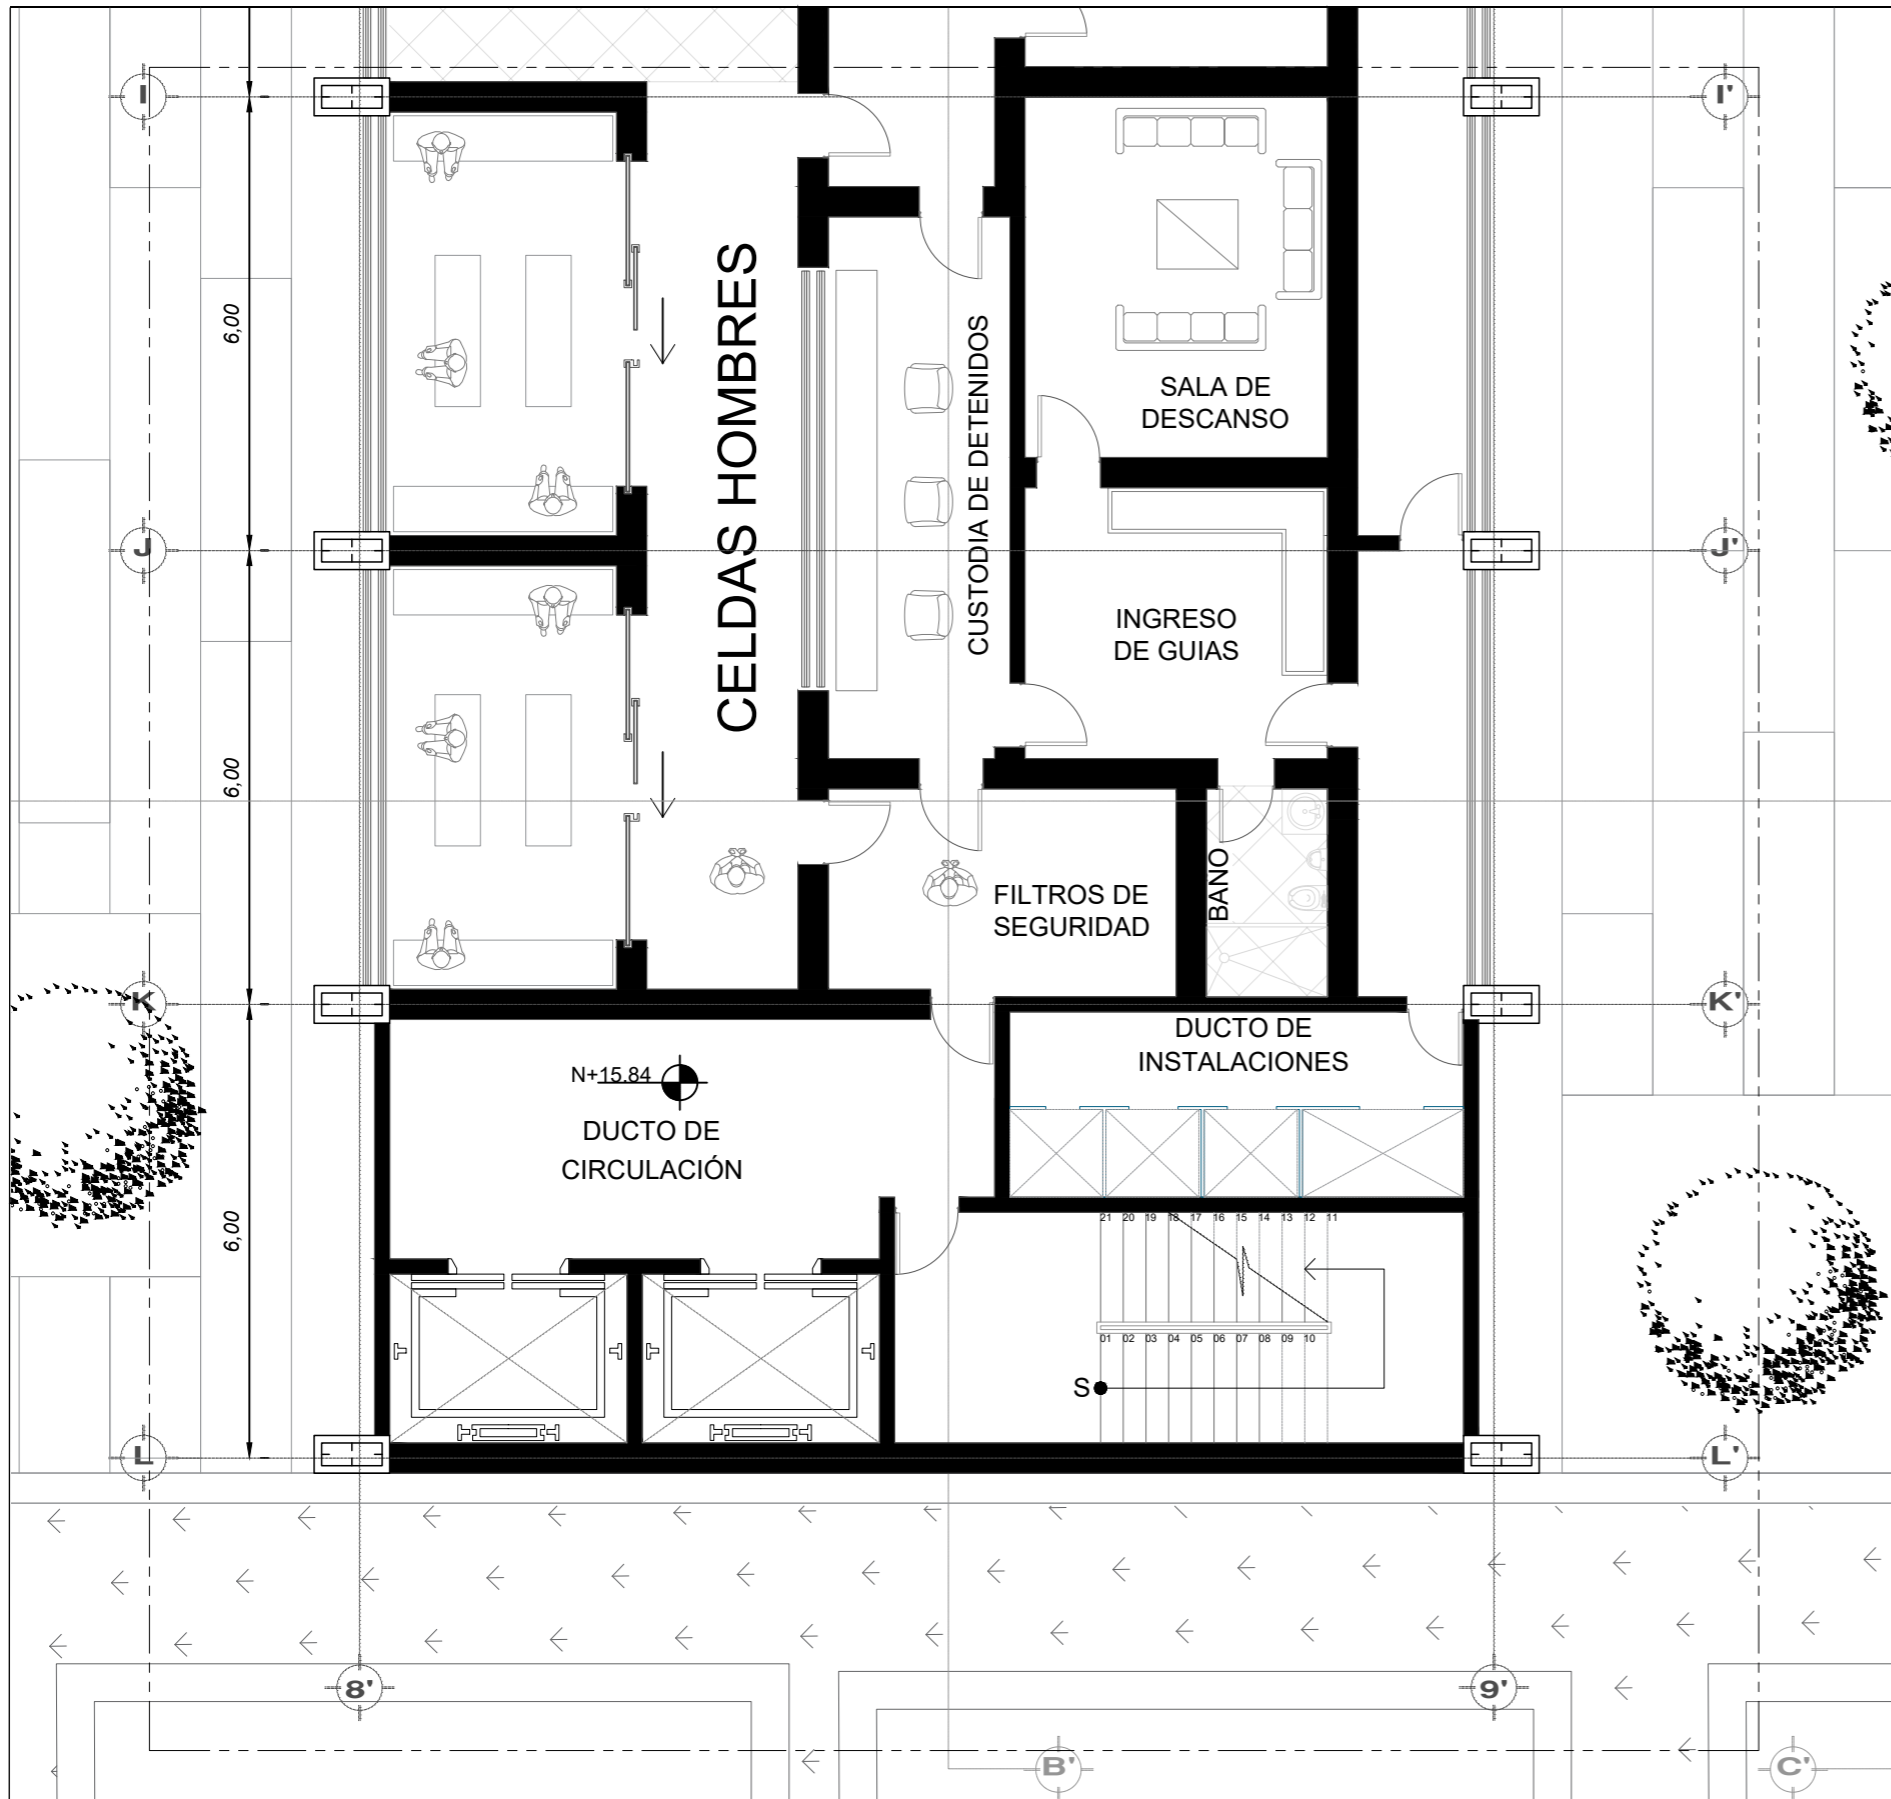 I
I'
6,00
CELDAS HOMBRES
CUSTODIA DE DETENIDOS
SALA DE
DESCANSO
J
J'
INGRESO
DE GUIAS
6,00
BANO
FILTROS DE
SEGURIDAD
K
K'
DUCTO DE
INSTALACIONES
N+15.84
DUCTO DE
CIRCULACIÓN
6,00
21 20 19 18 17 16 15 14 13 12 11
01 02 03 04 05 06 07 08 09 10
S
L
L'
8'
9'
B'
C'